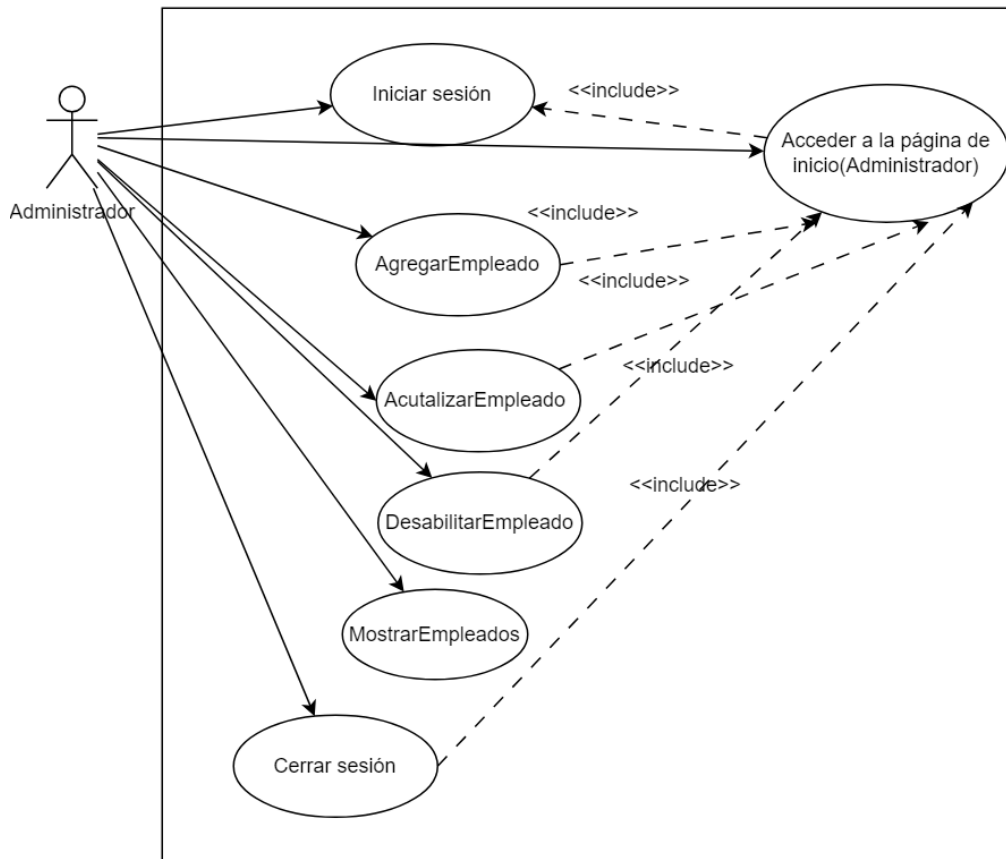 Iniciar sesión
<<include>>
Acceder a la página de
inicio(Administrador)
Administrador
<<include>>
AgregarEmpleado
<<include>>
<<include>>
AcutalizarEmpleado
<<include>>
DesabilitarEmpleado
MostrarEmpleados
Cerrar sesión